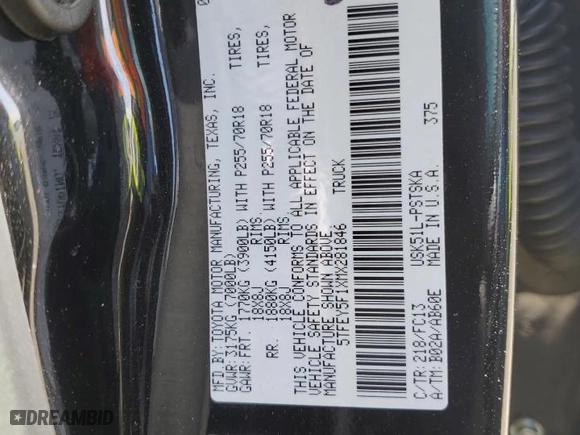 MFD.BY: TOYOTA MOTOR MANUFACTURING, TEXAS, INC.
GVWR: 3175KG (7000LB)
GAWR: FRT. 1770KG (3900LB) WITH P255/70R18 TIRES,
18X8J RIMS,
RR. 1880KG (4150LB) WITH P255/70R18 TIRES,
18X8J RIMS,
THIS VEHICLE CONFORMS TO ALL APPLICABLE FEDERAL MOTOR
VEHICLE SAFETY STANDARDS IN EFFECT ON THE DATE OF
MANUFACTURE SHOWN ABOVE.
5TFEY5F1XMX281846 TRUCK
C/TR: 218/FC13 USK51L-PSTSKA
A/TM: B02A/AB60E MADE IN U.S.A. 375
DREAMBID